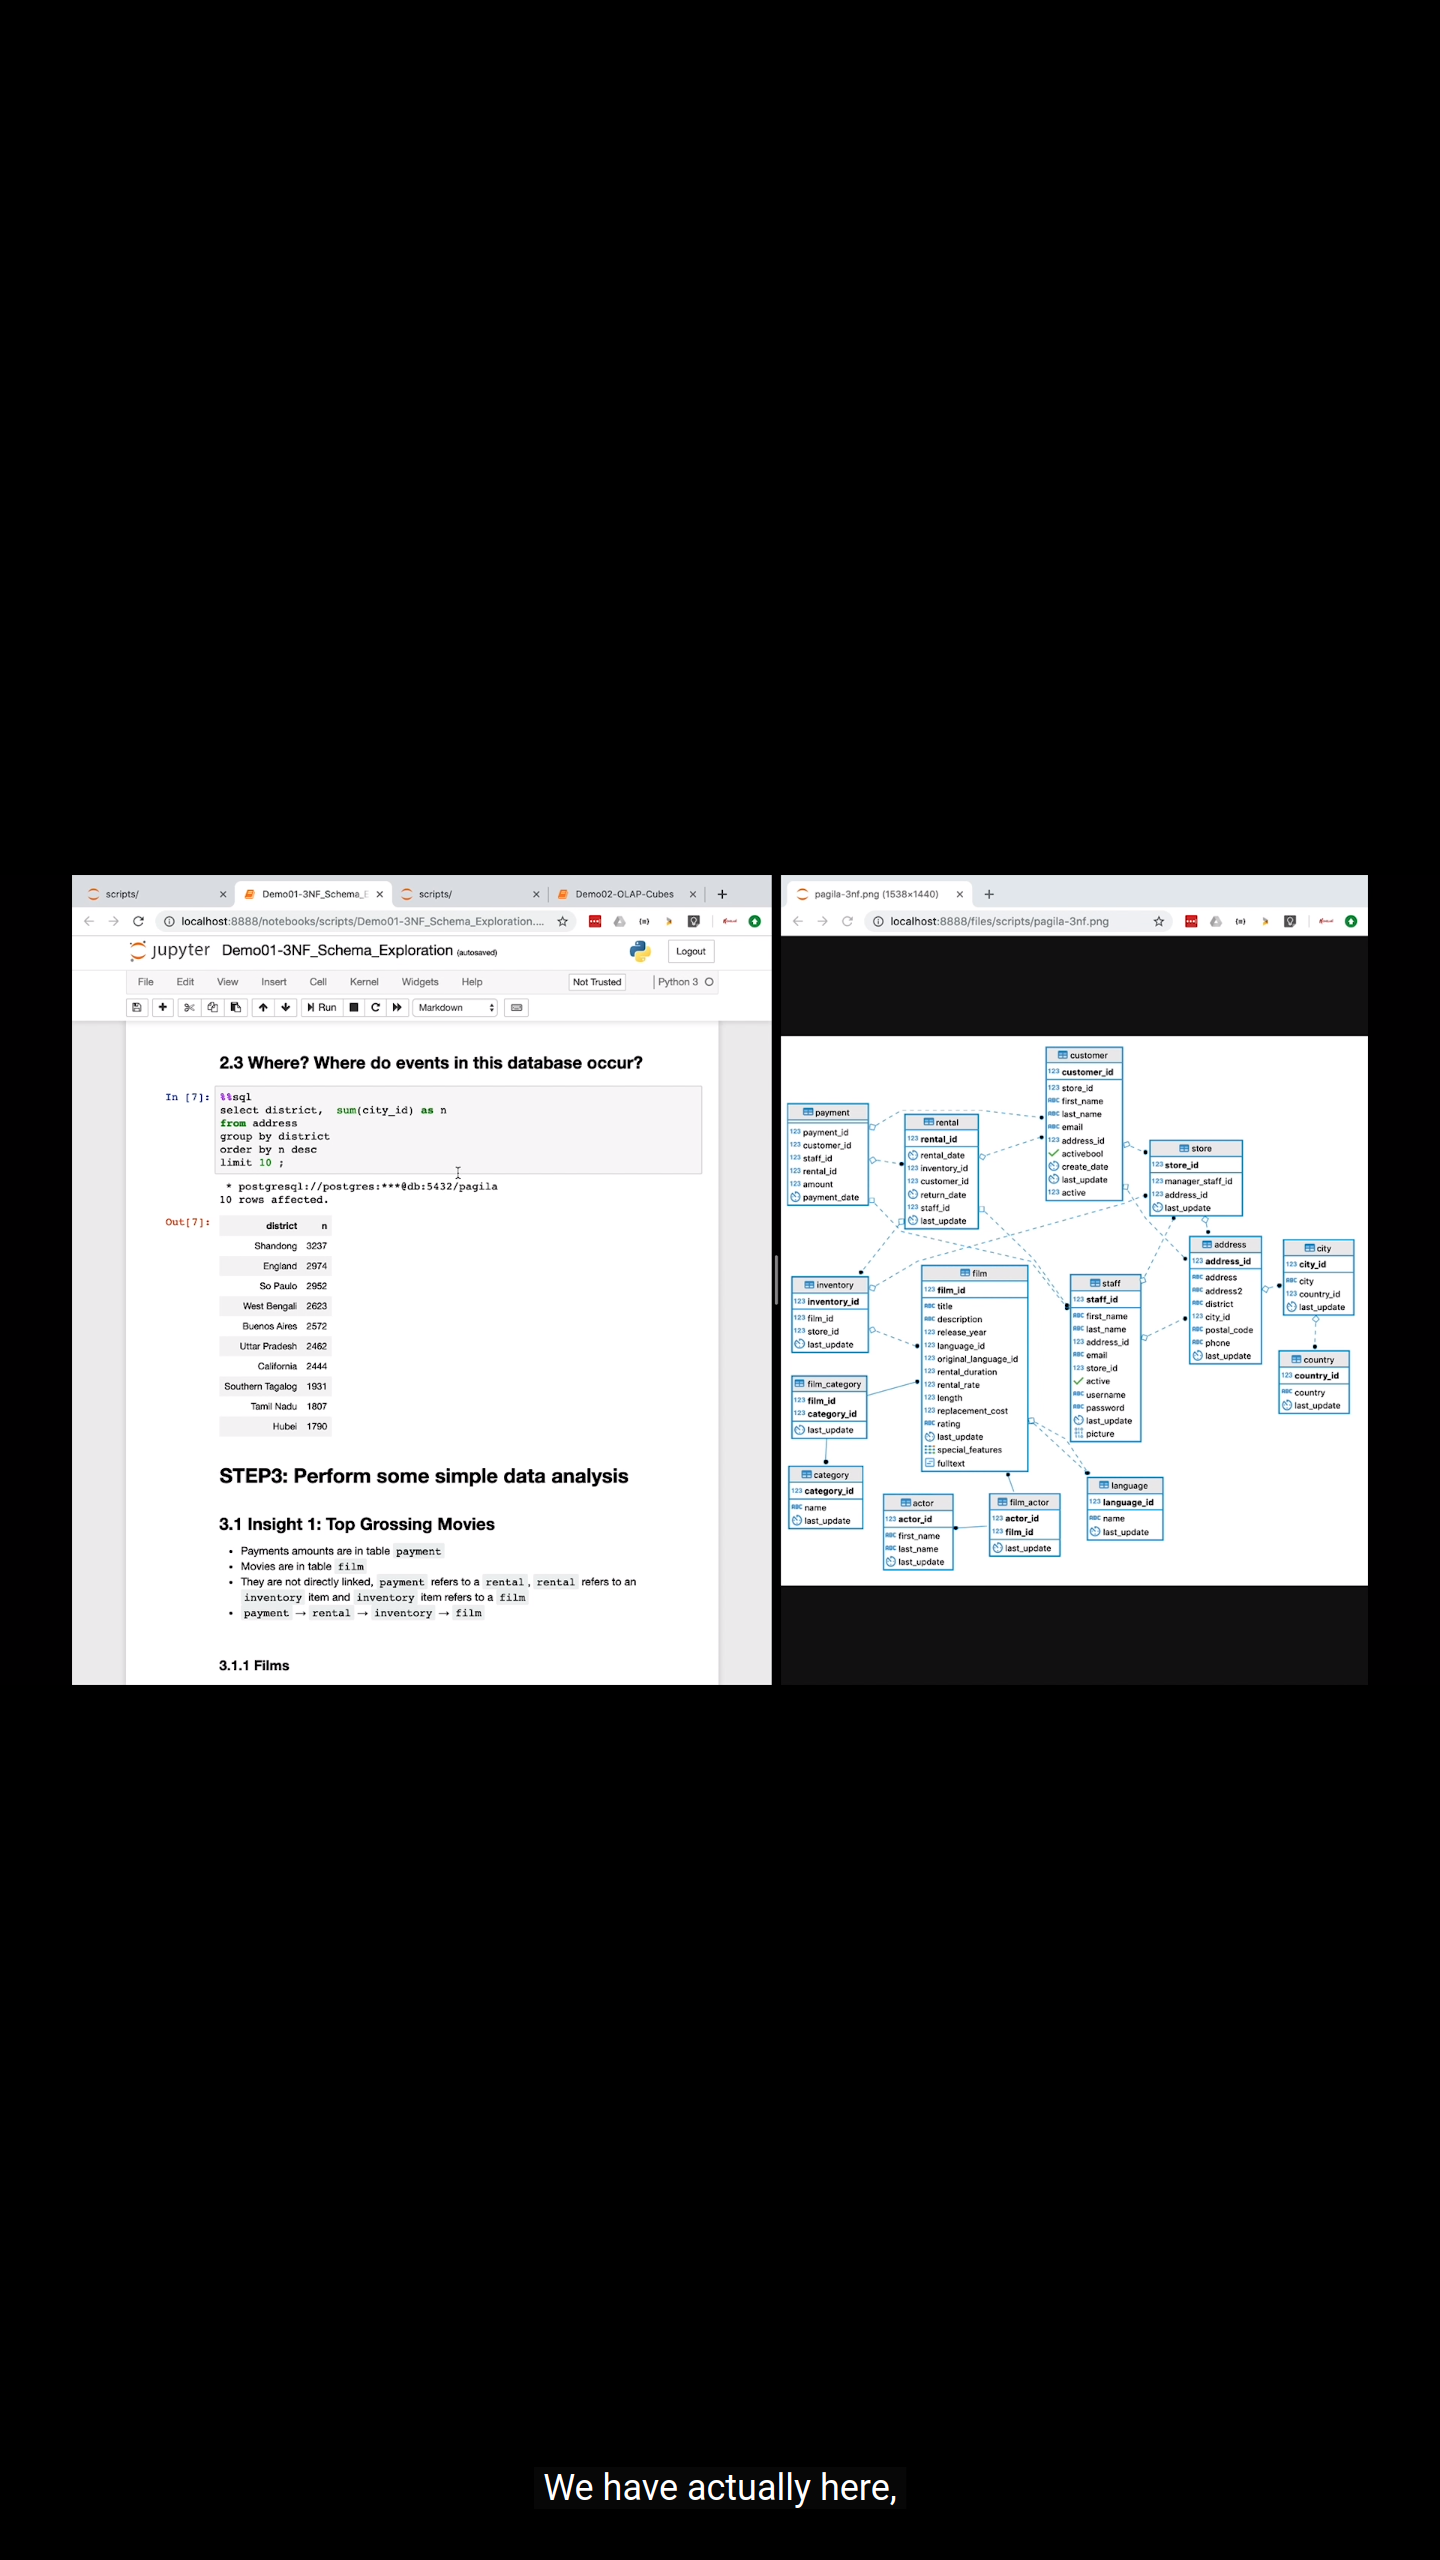 scripts/
Demo01-3NF_Schema_E
scripts/
Demo02-OLAP-Cubes
localhost:8888/notebooks/scripts/Demo01-3NF_Schema_Exploration....
jupyter Demo01-3NF_Schema_Exploration (autosaved)
Logout
File Edit View Insert Cell Kernel Widgets Help
Not Trusted
Python 3
Run
Markdown
2.3 Where? Where do events in this database occur?
In [7]:
%%sql
select district, sum(city_id) as n
from address
group by district
order by n desc
limit 10 ;
* postgresql://postgres:***@db:5432/pagila
10 rows affected.
Out[7]:
district n
Shandong 3237
England 2974
So Paulo 2952
West Bengali 2623
Buenos Aires 2572
Uttar Pradesh 2462
California 2444
Southern Tagalog 1931
Tamil Nadu 1807
Hubei 1790
STEP3: Perform some simple data analysis
3.1 Insight 1: Top Grossing Movies
• Payments amounts are in table payment
• Movies are in table film
• They are not directly linked, payment refers to a rental , rental refers to an
inventory item and inventory item refers to a film
• payment → rental → inventory → film
3.1.1 Films
pagila-3nf.png (1538×1440)
localhost:8888/files/scripts/pagila-3nf.png
customer
123 customer_id
123 store_id
ABC first_name
ABC last_name
ABC email
123 address_id
activebool
create_date
last_update
123 active
payment
123 payment_id
123 customer_id
123 staff_id
123 rental_id
123 amount
payment_date
rental
123 rental_id
rental_date
123 inventory_id
123 customer_id
return_date
123 staff_id
last_update
store
123 store_id
123 manager_staff_id
123 address_id
last_update
address
123 address_id
ABC address
ABC address2
ABC district
123 city_id
ABC postal_code
ABC phone
last_update
city
123 city_id
ABC city
123 country_id
last_update
country
123 country_id
ABC country
last_update
inventory
123 inventory_id
123 film_id
123 store_id
last_update
film
123 film_id
ABC title
ABC description
123 release_year
123 language_id
123 original_language_id
123 rental_duration
123 rental_rate
123 length
123 replacement_cost
ABC rating
last_update
special_features
fulltext
staff
123 staff_id
ABC first_name
ABC last_name
123 address_id
ABC email
123 store_id
active
ABC username
ABC password
last_update
picture
film_category
123 film_id
123 category_id
last_update
category
123 category_id
ABC name
last_update
actor
123 actor_id
ABC first_name
ABC last_name
last_update
film_actor
123 actor_id
123 film_id
last_update
language
123 language_id
ABC name
last_update
We have actually here,